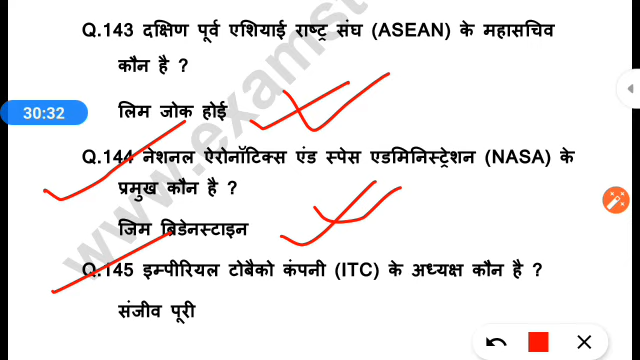 Q.143 दक्षिण पूर्व एशियाई राष्ट्र संघ (ASEAN) के महासचिव
कौन है ?
30:32
लिम जोक होई
Q.144 नेशनल ऐरोनॉटिक्स एंड स्पेस एडमिनिस्ट्रेशन (NASA) के
प्रमुख कौन है ?
जिम ब्रिडेनस्टाइन
Q.145 इम्पीरियल टोबैको कंपनी (ITC) के अध्यक्ष कौन है ?
संजीव पूरी